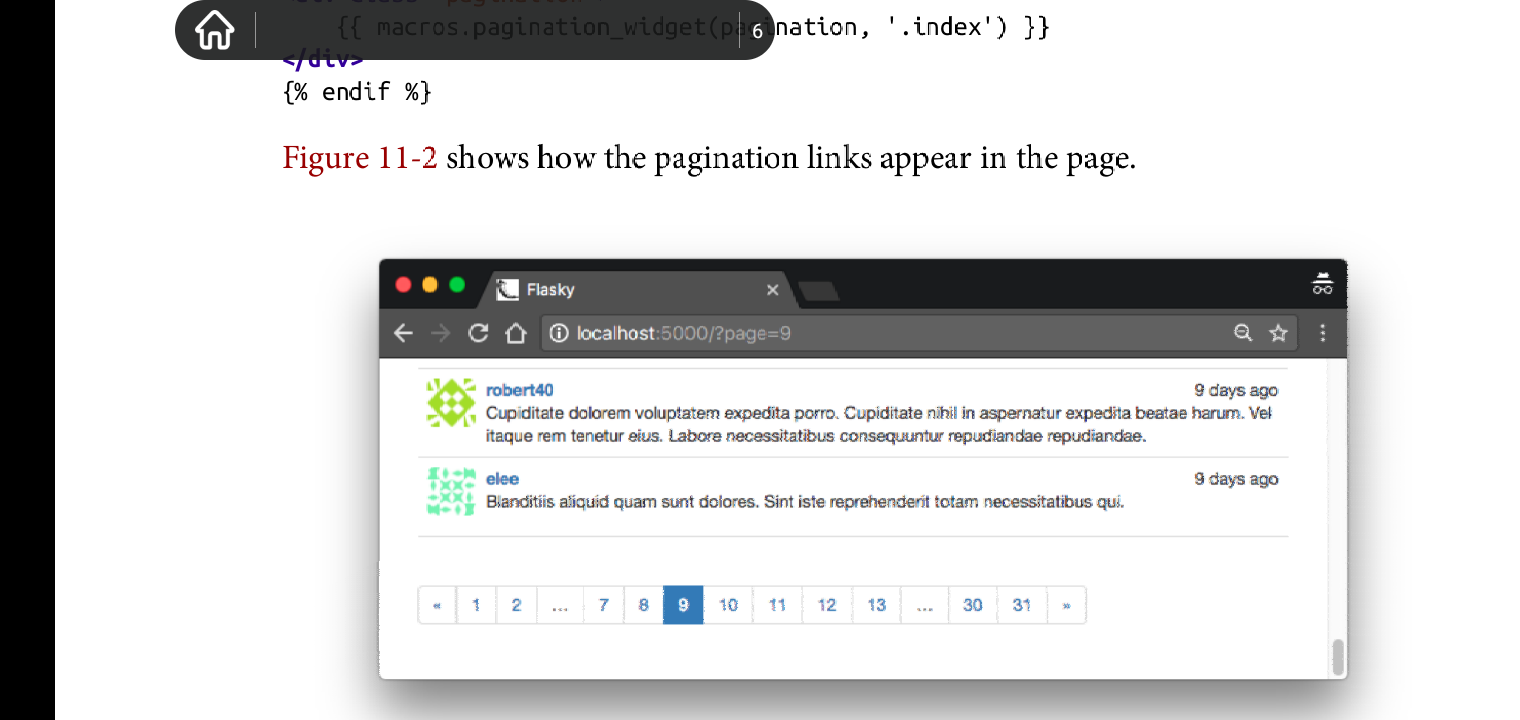 {{ macros.pagination_widget(pagination, '.index') }}
6
</div>
{% endif %}
Figure 11-2 shows how the pagination links appear in the page.
Flasky
localhost:5000/?page=9
robert40 9 days ago
Cupiditate dolorem voluptatem expedita porro. Cupiditate nihil in aspernatur expedita beatae harum. Vel
itaque rem tenetur eius. Labore necessitatibus consequuntur repudiandae repudiandae.
elee 9 days ago
Blanditiis aliquid quam sunt dolores. Sint iste reprehenderit totam necessitatibus qui.
« 1 2 ... 7 8 9 10 11 12 13 ... 30 31 »